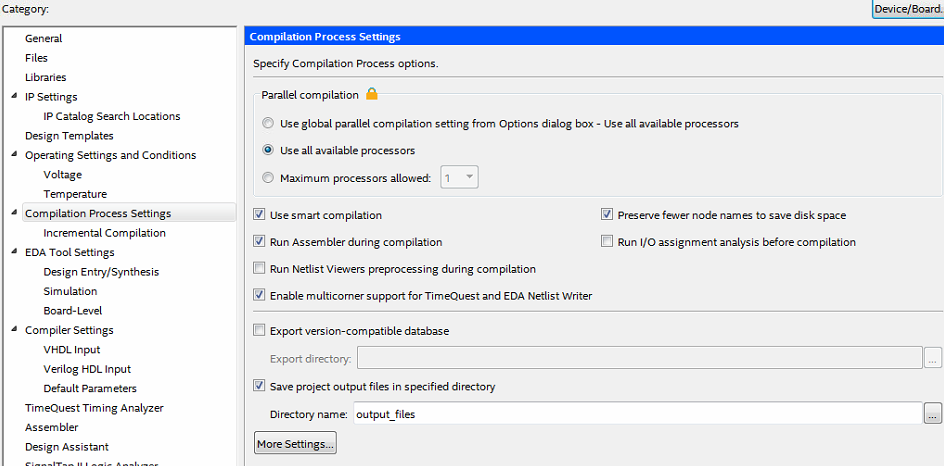 Category:
Device/Board...
General
Files
Libraries
IP Settings
IP Catalog Search Locations
Design Templates
Operating Settings and Conditions
Voltage
Temperature
Compilation Process Settings
Incremental Compilation
EDA Tool Settings
Design Entry/Synthesis
Simulation
Board-Level
Compiler Settings
VHDL Input
Verilog HDL Input
Default Parameters
TimeQuest Timing Analyzer
Assembler
Design Assistant
SignalTap II Logic Analyzer
Compilation Process Settings
Specify Compilation Process options.
Parallel compilation
Use global parallel compilation setting from Options dialog box - Use all available processors
Use all available processors
Maximum processors allowed: 1
Use smart compilation
Preserve fewer node names to save disk space
Run Assembler during compilation
Run I/O assignment analysis before compilation
Run Netlist Viewers preprocessing during compilation
Enable multicorner support for TimeQuest and EDA Netlist Writer
Export version-compatible database
Export directory:
...
Save project output files in specified directory
Directory name: output_files
...
More Settings...